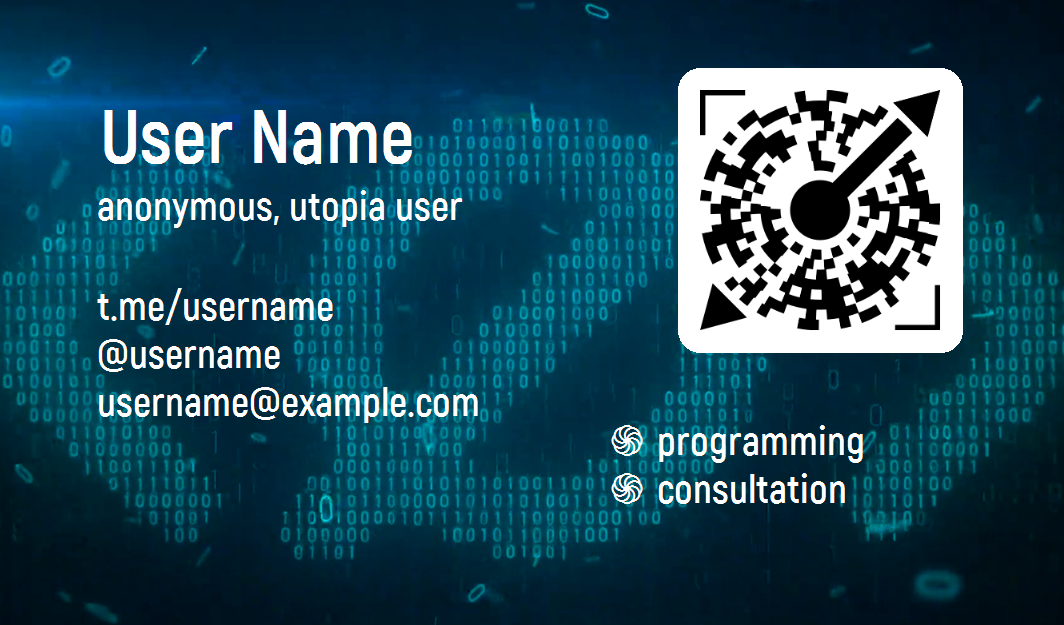 User Name
anonymous, utopia user
t.me/username
@username
username@example.com
programming
consultation